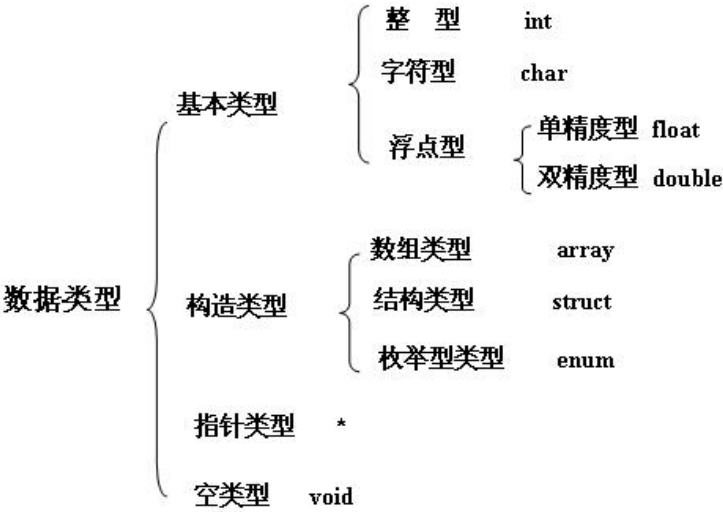 整 型 int
字符型 char
基本类型
浮点型
单精度型 float
双精度型 double
数组类型 array
数据类型
构造类型
结构类型 struct
枚举型类型 enum
指针类型 *
空类型 void